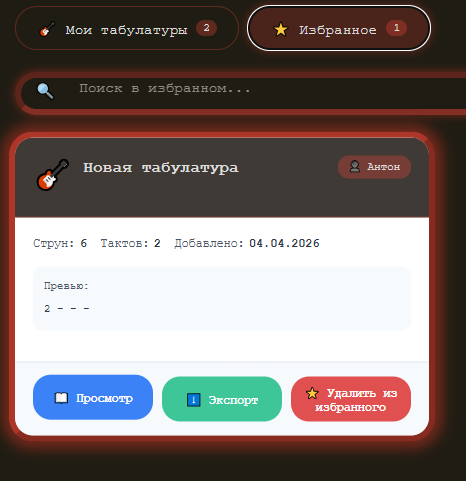 Мои табулатуры 2 Избранное 1
Поиск в избранном...
Новая табулатура Антон
Струн: 6 Тактов: 2 Добавлено: 04.04.2026
Превью:
2 - - -
Просмотр Экспорт Удалить из
избранного